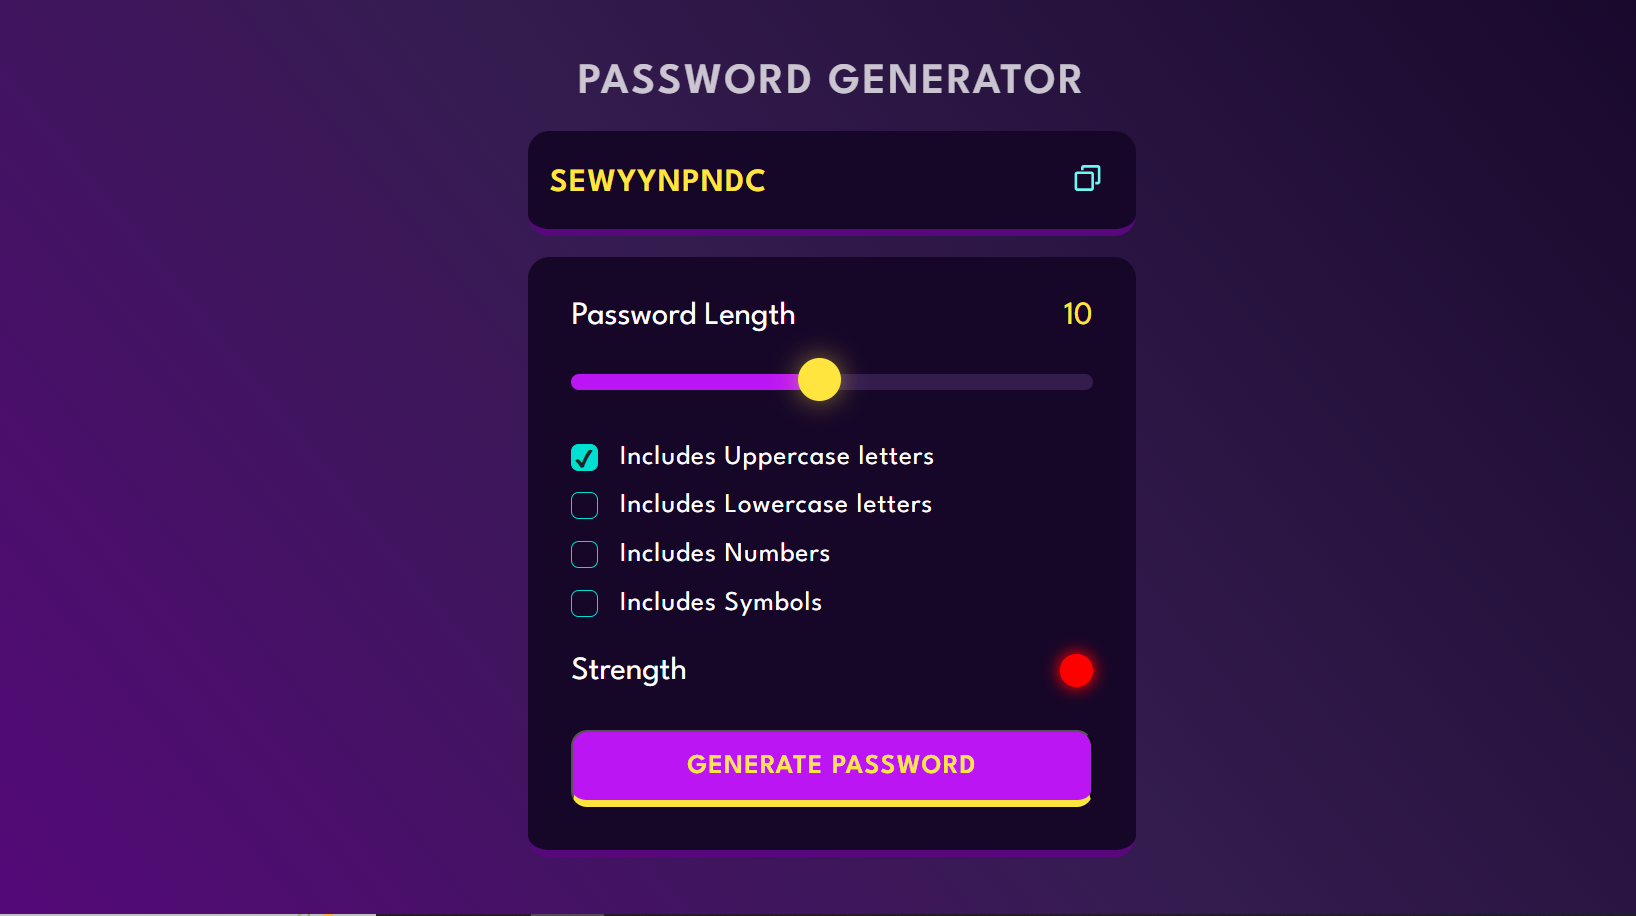 PASSWORD GENERATOR
SEWYYNPNDC
Password Length 10
Includes Uppercase letters
Includes Lowercase letters
Includes Numbers
Includes Symbols
Strength
GENERATE PASSWORD